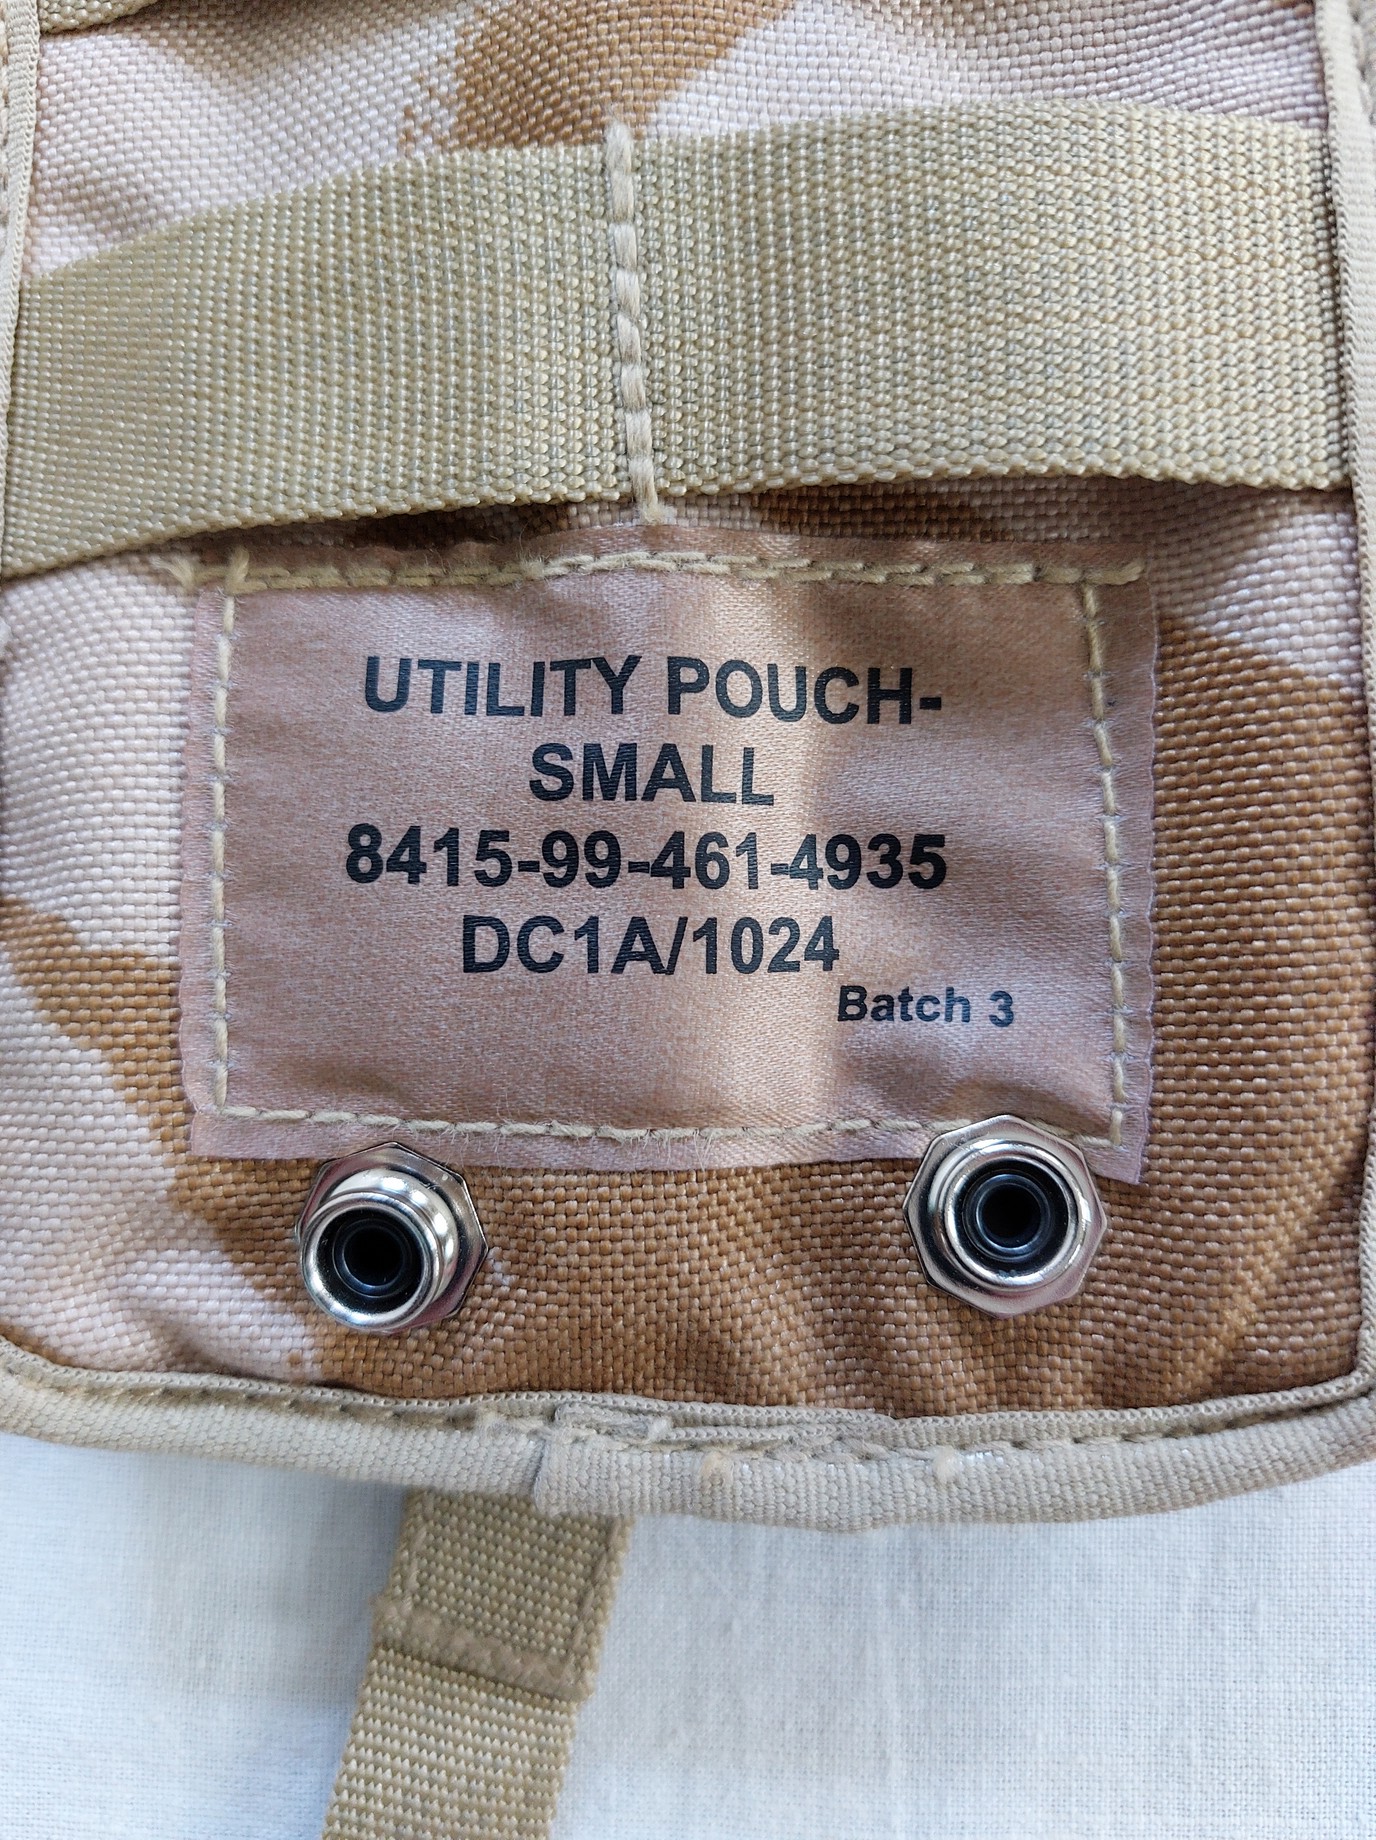 UTILITY POUCH-
SMALL
8415-99-461-4935
DC1A/1024
Batch 3